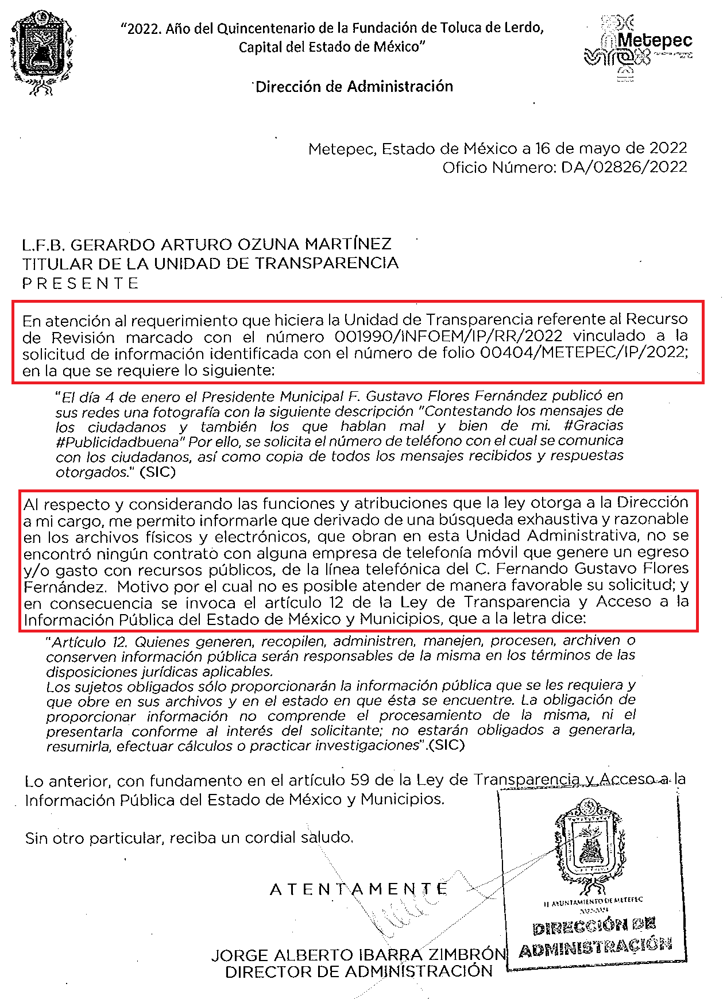 "2022. Año del Quincentenario de la Fundación de Toluca de Lerdo,
Capital del Estado de México"
Metepec
Dirección de Administración
Metepec, Estado de México a 16 de mayo de 2022
Oficio Número: DA/02826/2022
L.F.B. GERARDO ARTURO OZUNA MARTÍNEZ
TITULAR DE LA UNIDAD DE TRANSPARENCIA
P R E S E N T E
En atención al requerimiento que hiciera la Unidad de Transparencia referente al Recurso
de Revisión marcado con el número 001990/INFOEM/IP/RR/2022 vinculado a la
solicitud de información identificada con el número de folio 00404/METEPEC/IP/2022;
en la que se requiere lo siguiente:
"El día 4 de enero el Presidente Municipal F. Gustavo Flores Fernández publicó en
sus redes una fotografía con la siguiente descripción "Contestando los mensajes de
los ciudadanos y también los que hablan mal y bien de mi. #Gracias
#Publicidadbuena" Por ello, se solicita el número de teléfono con el cual se comunica
con los ciudadanos, así como copia de todos los mensajes recibidos y respuestas
otorgados." (SIC)
Al respecto y considerando las funciones y atribuciones que la ley otorga a la Dirección
a mi cargo, me permito informarle que derivado de una búsqueda exhaustiva y razonable
en los archivos físicos y electrónicos, que obran en esta Unidad Administrativa, no se
encontró ningún contrato con alguna empresa de telefonía móvil que genere un egreso
y/o gasto con recursos públicos, de la línea telefónica del C. Fernando Gustavo Flores
Fernández. Motivo por el cual no es posible atender de manera favorable su solicitud; y
en consecuencia se invoca el artículo 12 de la Ley de Transparencia y Acceso a la
Información Pública del Estado de México y Municipios, que a la letra dice:
"Artículo 12. Quienes generen, recopilen, administren, manejen, procesen, archiven o
conserven información pública serán responsables de la misma en los términos de las
disposiciones jurídicas aplicables.
Los sujetos obligados sólo proporcionarán la información pública que se les requiera y
que obre en sus archivos y en el estado en que ésta se encuentre. La obligación de
proporcionar información no comprende el procesamiento de la misma, ni el
presentarla conforme al interés del solicitante; no estarán obligados a generarla,
resumirla, efectuar cálculos o practicar investigaciones".(SIC)
Lo anterior, con fundamento en el artículo 59 de la Ley de Transparencia y Acceso a la
Información Pública del Estado de México y Municipios.
Sin otro particular, reciba un cordial saludo.
A T E N T A M E N T E
H AYUNTAMIENTO DE METEPEC
2022-2024
DIRECCIÓN DE
ADMINISTRACIÓN
JORGE ALBERTO IBARRA ZIMBRÓN
DIRECTOR DE ADMINISTRACIÓN